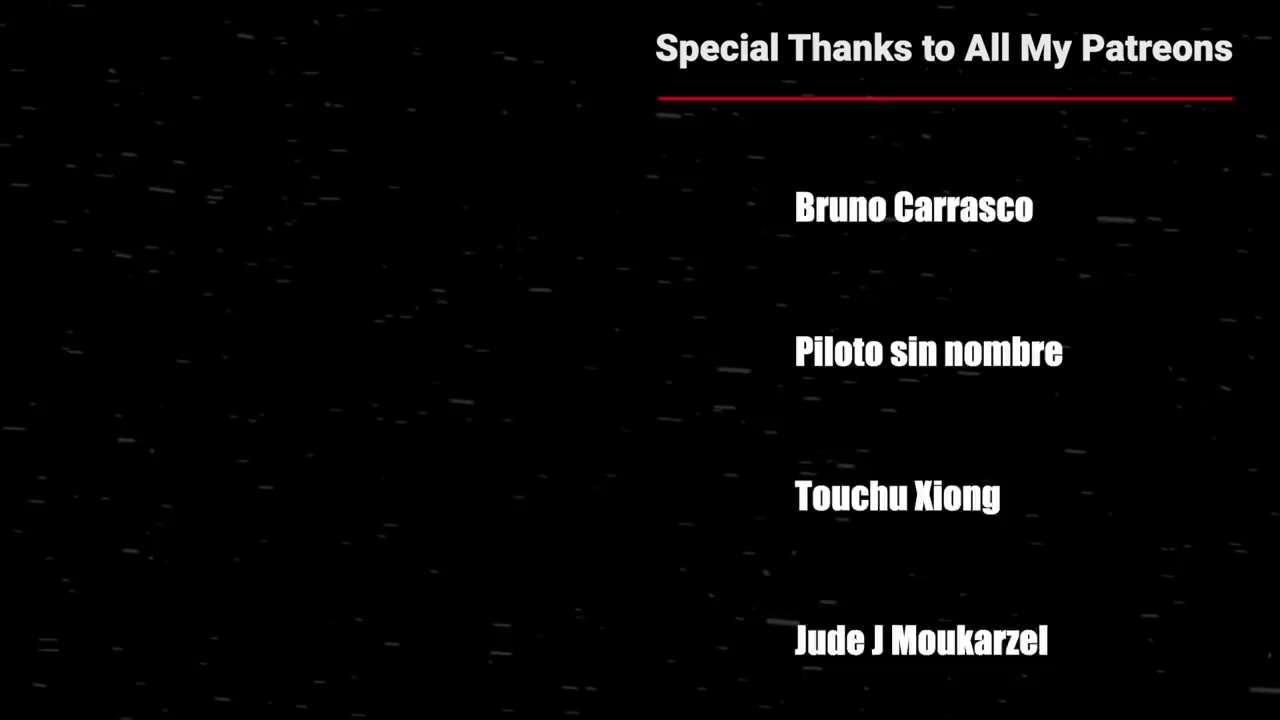 Special Thanks to All My Patreons
Bruno Carrasco
Piloto sin nombre
Touchu Xiong
Jude J Moukarzel